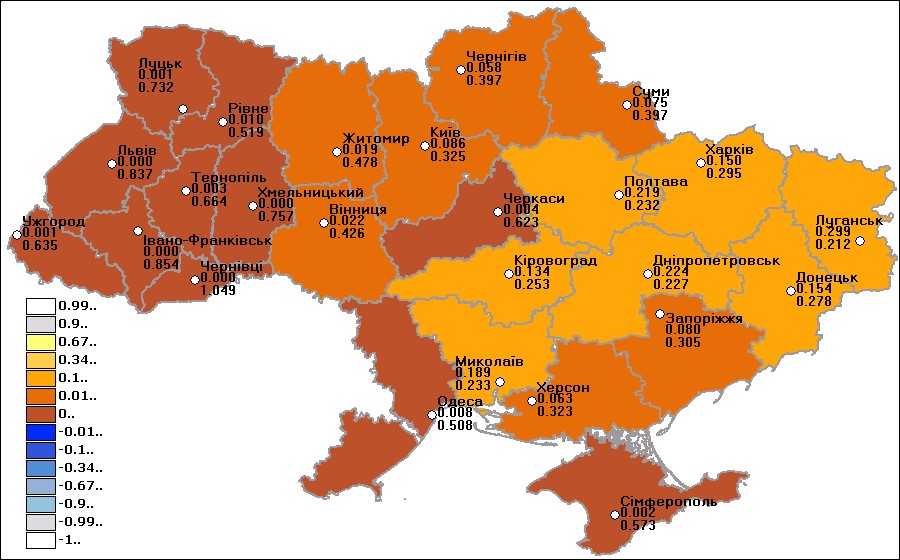 Чернігів
0.058
0.397
Луцьк
0.001
0.732
Суми
0.075
0.397
Рівне
0.010
0.519
Житомир
0.019
0.478
Київ
0.086
0.325
Харків
0.150
0.295
Львів
0.000
0.837
Тернопіль
0.003
0.664
Хмельницький
0.000
0.757
Полтава
0.219
0.232
Черкаси
0.004
0.623
Вінниця
0.022
0.426
Ужгород
0.001
0.635
Луганськ
0.299
0.212
Івано-Франківськ
0.000
0.854
Чернівці
0.000
1.049
Кіровоград
0.134
0.253
Дніпропетровськ
0.224
0.227
Донецьк
0.154
0.278
Запоріжжя
0.080
0.305
Миколаїв
0.189
0.233
Херсон
0.063
0.323
Одеса
0.008
0.508
Сімферополь
0.002
0.573
0.99..
0.9..
0.67..
0.34..
0.1..
0.01..
0..
-0.01..
-0.1..
-0.34..
-0.67..
-0.9..
-0.99..
-1..